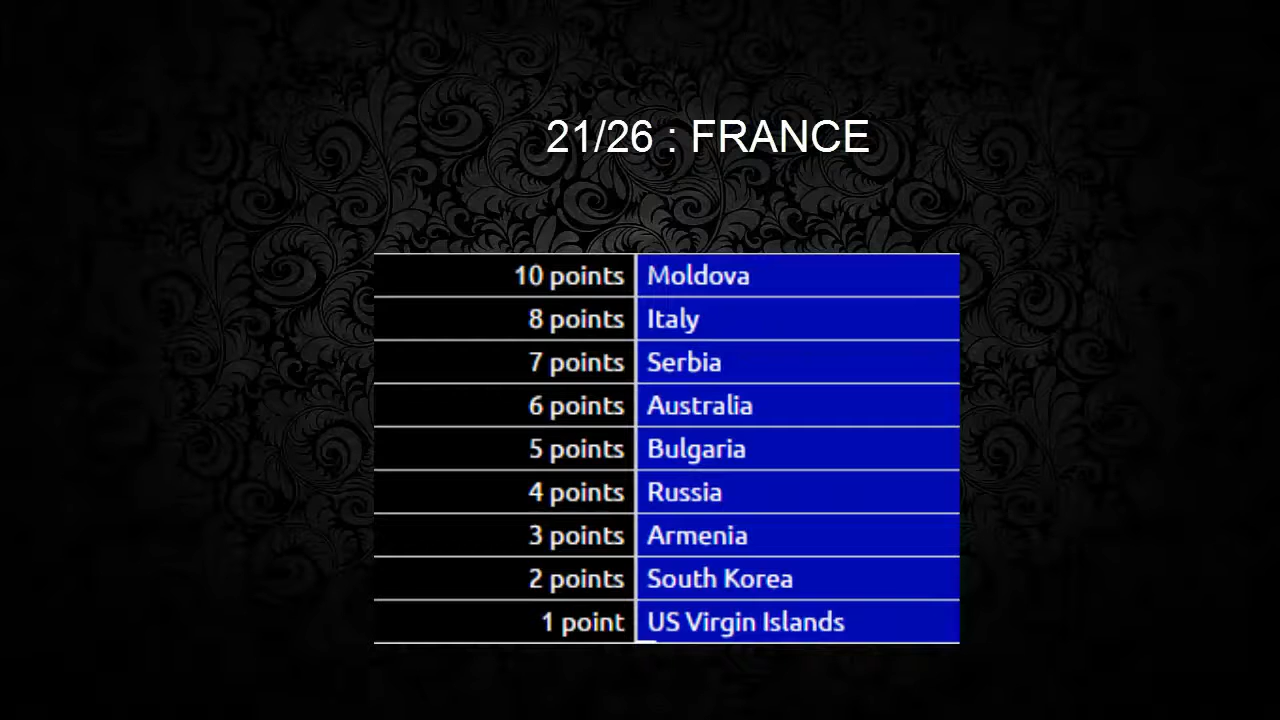 21/26 : FRANCE
10 points Moldova
8 points Italy
7 points Serbia
6 points Australia
5 points Bulgaria
4 points Russia
3 points Armenia
2 points South Korea
1 point US Virgin Islands